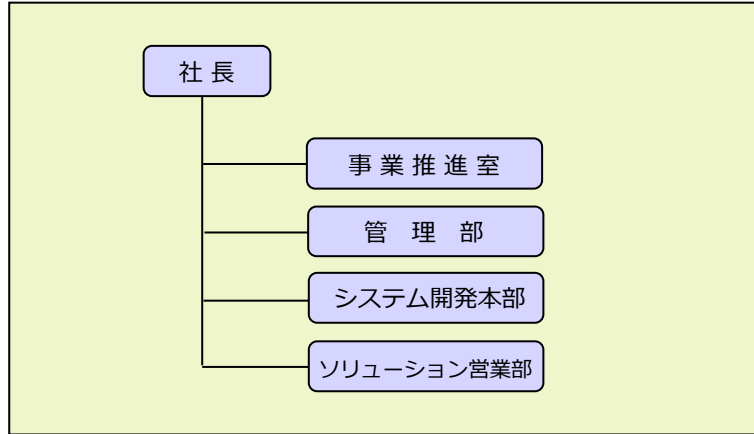 社 長
事 業 推 進 室
管　理　部
システム開発本部
ソリューション営業部